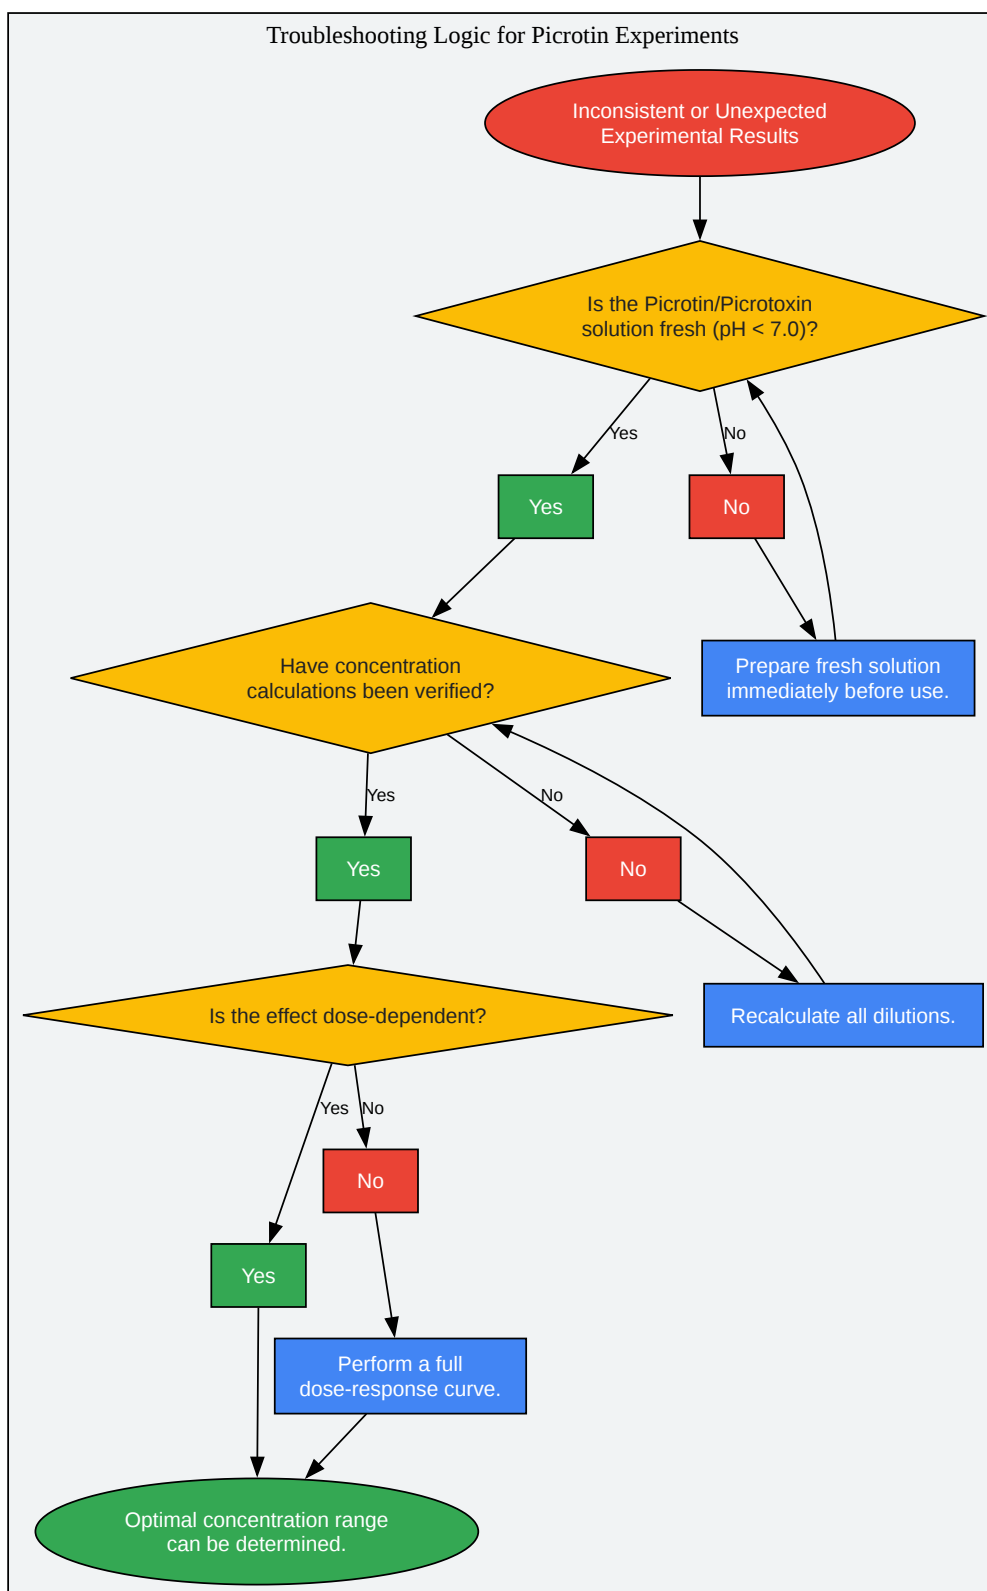 Troubleshooting Logic for Picrotin Experiments
Inconsistent or Unexpected
Experimental Results
Is the Picrotin/Picrotoxin
solution fresh (pH < 7.0)?
Yes
No
Yes
No
Prepare fresh solution
immediately before use.
Have concentration
calculations been verified?
Yes
No
Yes
No
Recalculate all dilutions.
Is the effect dose-dependent?
Yes
No
No
Yes
Perform a full
dose-response curve.
Optimal concentration range
can be determined.